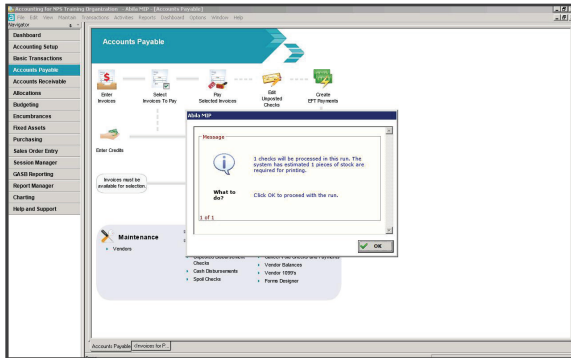 Accounting for NPS Training Organization - Abila MIP - [Accounts Payable]
File Edit View Maintain Transactions Activities Reports Dashboard Options Window Help
Navigator
Dashboard
Accounting Setup
Basic Transactions
Accounts Payable
Accounts Receivable
Allocations
Budgeting
Encumbrances
Fixed Assets
Purchasing
Sales Order Entry
Session Manager
GASB Reporting
Report Manager
Charting
Help and Support
Accounts Payable
Enter
Invoices
Select
Invoices To Pay
Pay
Selected Invoices
Edit
Unposted
Checks
Create
EFT Payments
Enter Credits
Invoices must be
available for selection
Abila MIP
Message
1 checks will be processed in this run. The
system has estimated 1 pieces of stock are
required for printing.
What to
do?
Click OK to proceed with the run.
1 of 1
OK
Maintenance
Vendors
Checks
Cash Disbursements
Spoil Checks
Vendor Balances
Vendor 1099's
Forms Designer
Accounts Payable